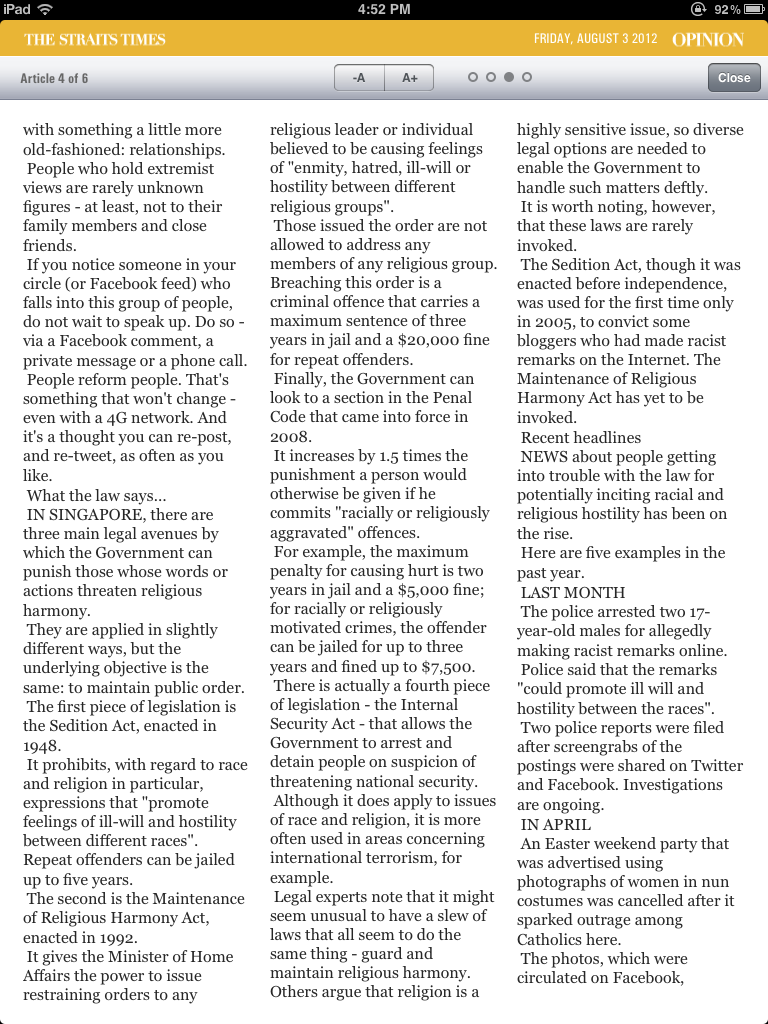 iPad 4:52 PM 92%
THE STRAITS TIMES FRIDAY, AUGUST 3 2012 OPINION
Article 4 of 6 -A A+ Close
with something a little more
old-fashioned: relationships.
People who hold extremist
views are rarely unknown
figures - at least, not to their
family members and close
friends.
If you notice someone in your
circle (or Facebook feed) who
falls into this group of people,
do not wait to speak up. Do so -
via a Facebook comment, a
private message or a phone call.
People reform people. That's
something that won't change -
even with a 4G network. And
it's a thought you can re-post,
and re-tweet, as often as you
like.
What the law says...
IN SINGAPORE, there are
three main legal avenues by
which the Government can
punish those whose words or
actions threaten religious
harmony.
They are applied in slightly
different ways, but the
underlying objective is the
same: to maintain public order.
The first piece of legislation is
the Sedition Act, enacted in
1948.
It prohibits, with regard to race
and religion in particular,
expressions that "promote
feelings of ill-will and hostility
between different races".
Repeat offenders can be jailed
up to five years.
The second is the Maintenance
of Religious Harmony Act,
enacted in 1992.
It gives the Minister of Home
Affairs the power to issue
restraining orders to any
religious leader or individual
believed to be causing feelings
of "enmity, hatred, ill-will or
hostility between different
religious groups".
Those issued the order are not
allowed to address any
members of any religious group.
Breaching this order is a
criminal offence that carries a
maximum sentence of three
years in jail and a $20,000 fine
for repeat offenders.
Finally, the Government can
look to a section in the Penal
Code that came into force in
2008.
It increases by 1.5 times the
punishment a person would
otherwise be given if he
commits "racially or religiously
aggravated" offences.
For example, the maximum
penalty for causing hurt is two
years in jail and a $5,000 fine;
for racially or religiously
motivated crimes, the offender
can be jailed for up to three
years and fined up to $7,500.
There is actually a fourth piece
of legislation - the Internal
Security Act - that allows the
Government to arrest and
detain people on suspicion of
threatening national security.
Although it does apply to issues
of race and religion, it is more
often used in areas concerning
international terrorism, for
example.
Legal experts note that it might
seem unusual to have a slew of
laws that all seem to do the
same thing - guard and
maintain religious harmony.
Others argue that religion is a
highly sensitive issue, so diverse
legal options are needed to
enable the Government to
handle such matters deftly.
It is worth noting, however,
that these laws are rarely
invoked.
The Sedition Act, though it was
enacted before independence,
was used for the first time only
in 2005, to convict some
bloggers who had made racist
remarks on the Internet. The
Maintenance of Religious
Harmony Act has yet to be
invoked.
Recent headlines
NEWS about people getting
into trouble with the law for
potentially inciting racial and
religious hostility has been on
the rise.
Here are five examples in the
past year.
LAST MONTH
The police arrested two 17-
year-old males for allegedly
making racist remarks online.
Police said that the remarks
"could promote ill will and
hostility between the races".
Two police reports were filed
after screengrabs of the
postings were shared on Twitter
and Facebook. Investigations
are ongoing.
IN APRIL
An Easter weekend party that
was advertised using
photographs of women in nun
costumes was cancelled after it
sparked outrage among
Catholics here.
The photos, which were
circulated on Facebook,